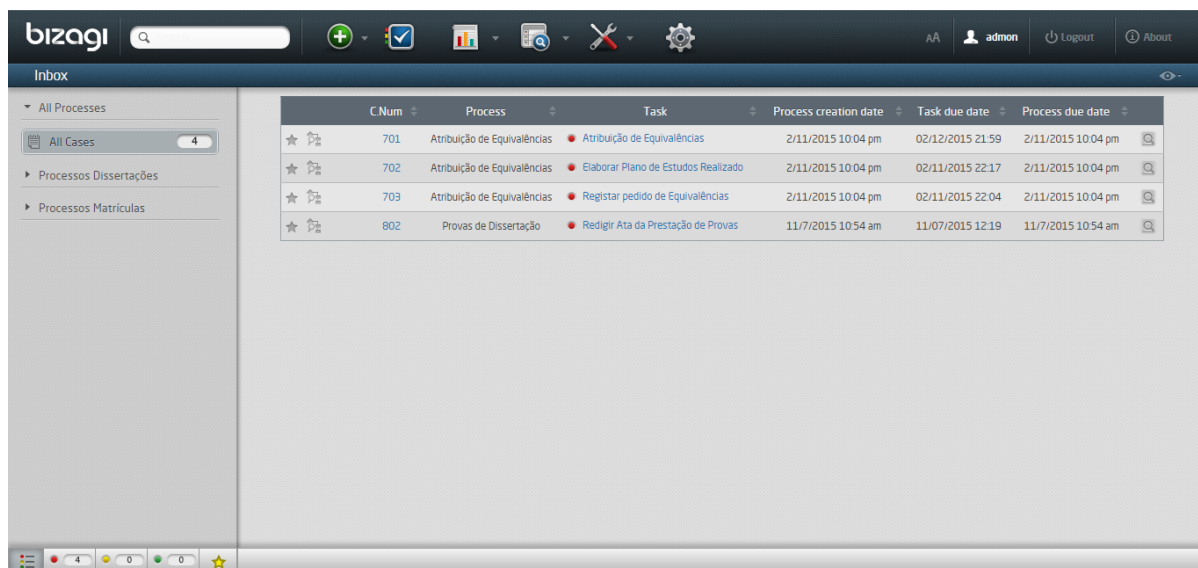 bizagi
AA admon Logout About
Inbox
All Processes
All Cases 4
Processos Dissertações
Processos Matrículas
C.Num Process Task Process creation date Task due date Process due date
701 Atribuição de Equivalências Atribuição de Equivalências 2/11/2015 10:04 pm 02/12/2015 21:59 2/11/2015 10:04 pm
702 Atribuição de Equivalências Elaborar Plano de Estudos Realizado 2/11/2015 10:04 pm 02/11/2015 22:17 2/11/2015 10:04 pm
703 Atribuição de Equivalências Registar pedido de Equivalências 2/11/2015 10:04 pm 02/11/2015 22:04 2/11/2015 10:04 pm
802 Provas de Dissertação Redigir Ata da Prestação de Provas 11/7/2015 10:54 am 11/07/2015 12:19 11/7/2015 10:54 am
4 0 0